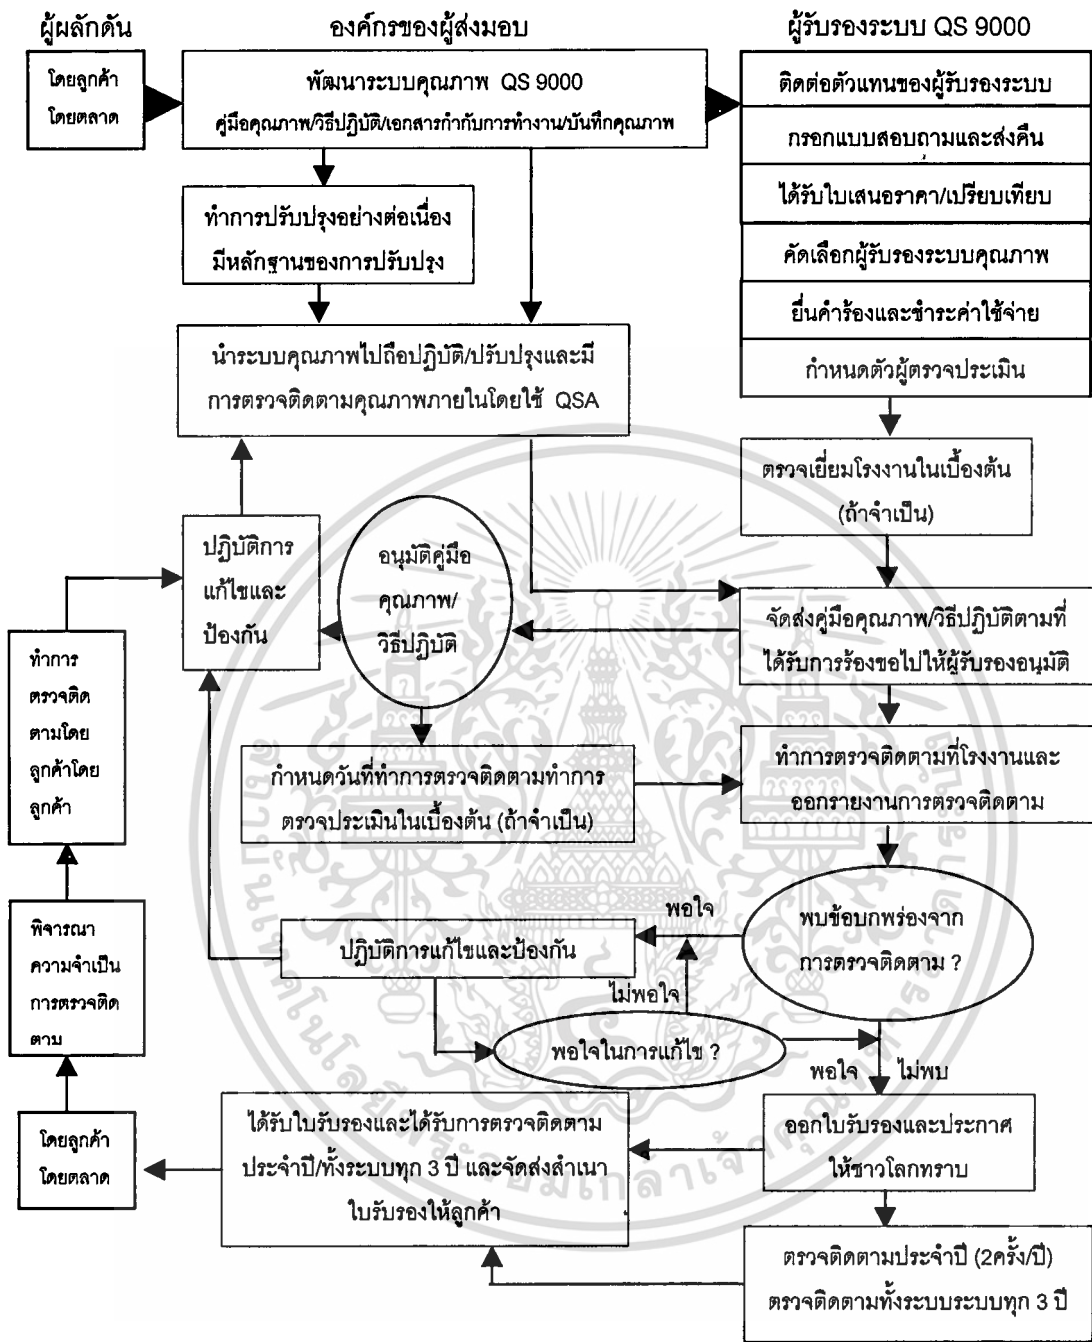 ผู้ผลักดัน
องค์กรของผู้ส่งมอบ
ผู้รับรองระบบ QS 9000
โดยลูกค้า
โดยตลาด
พัฒนาระบบคุณภาพ QS 9000
คู่มือคุณภาพ/วิธีปฏิบัติ/เอกสารกำกับการทำงาน/บันทึกคุณภาพ
ติดต่อตัวแทนของผู้รับรองระบบ
กรอกแบบสอบถามและส่งคืน
ได้รับใบเสนอราคา/เปรียบเทียบ
คัดเลือกผู้รับรองระบบคุณภาพ
ยื่นคำร้องและชำระค่าใช้จ่าย
กำหนดตัวผู้ตรวจประเมิน
ทำการปรับปรุงอย่างต่อเนื่อง
มีหลักฐานของการปรับปรุง
นำระบบคุณภาพไปถือปฏิบัติ/ปรับปรุงและมี
การตรวจติดตามคุณภาพภายในโดยใช้ QSA
ตรวจเยี่ยมโรงงานในเบื้องต้น
(ถ้าจำเป็น)
ปฏิบัติการ
แก้ไขและ
ป้องกัน
อนุมัติคู่มือ
คุณภาพ/
วิธีปฏิบัติ
จัดส่งคู่มือคุณภาพ/วิธีปฏิบัติตามที่
ได้รับการร้องขอไปให้ผู้รับรองอนุมัติ
ทำการ
ตรวจติด
ตามโดย
ลูกค้าโดย
ลูกค้า
กำหนดวันที่ทำการตรวจติดตามทำการ
ตรวจประเมินในเบื้องต้น (ถ้าจำเป็น)
ทำการตรวจติดตามที่โรงงานและ
ออกรายงานการตรวจติดตาม
พิจารณา
ความจำเป็น
การตรวจติด
ตาม
ปฏิบัติการแก้ไขและป้องกัน
พอใจ
พบข้อบกพร่องจาก
การตรวจติดตาม ?
ไม่พอใจ
พอใจในการแก้ไข ?
พอใจ
ไม่พบ
โดยลูกค้า
โดยตลาด
ได้รับใบรับรองและได้รับการตรวจติดตาม
ประจำปี/ทั้งระบบทุก 3 ปี และจัดส่งสำเนา
ใบรับรองให้ลูกค้า
ออกใบรับรองและประกาศ
ให้ชาวโลกทราบ
ตรวจติดตามประจำปี (2ครั้ง/ปี)
ตรวจติดตามทั้งระบบระบบทุก 3 ปี